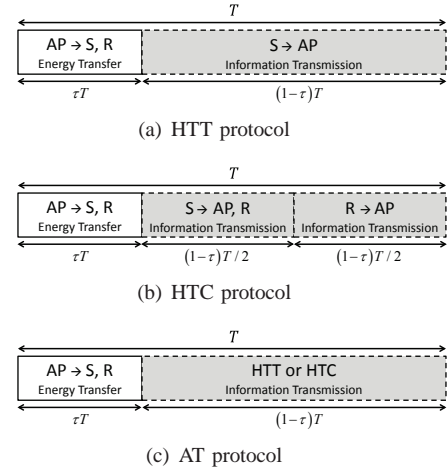 T
AP → S, R
Energy Transfer
S → AP
Information Transmission
τT
(1−τ)T
(a) HTT protocol
T
AP → S, R
Energy Transfer
S → AP, R
Information Transmission
R → AP
Information Transmission
τT
(1−τ)T/2
(1−τ)T/2
(b) HTC protocol
T
AP → S, R
Energy Transfer
HTT or HTC
Information Transmission
τT
(1−τ)T
(c) AT protocol